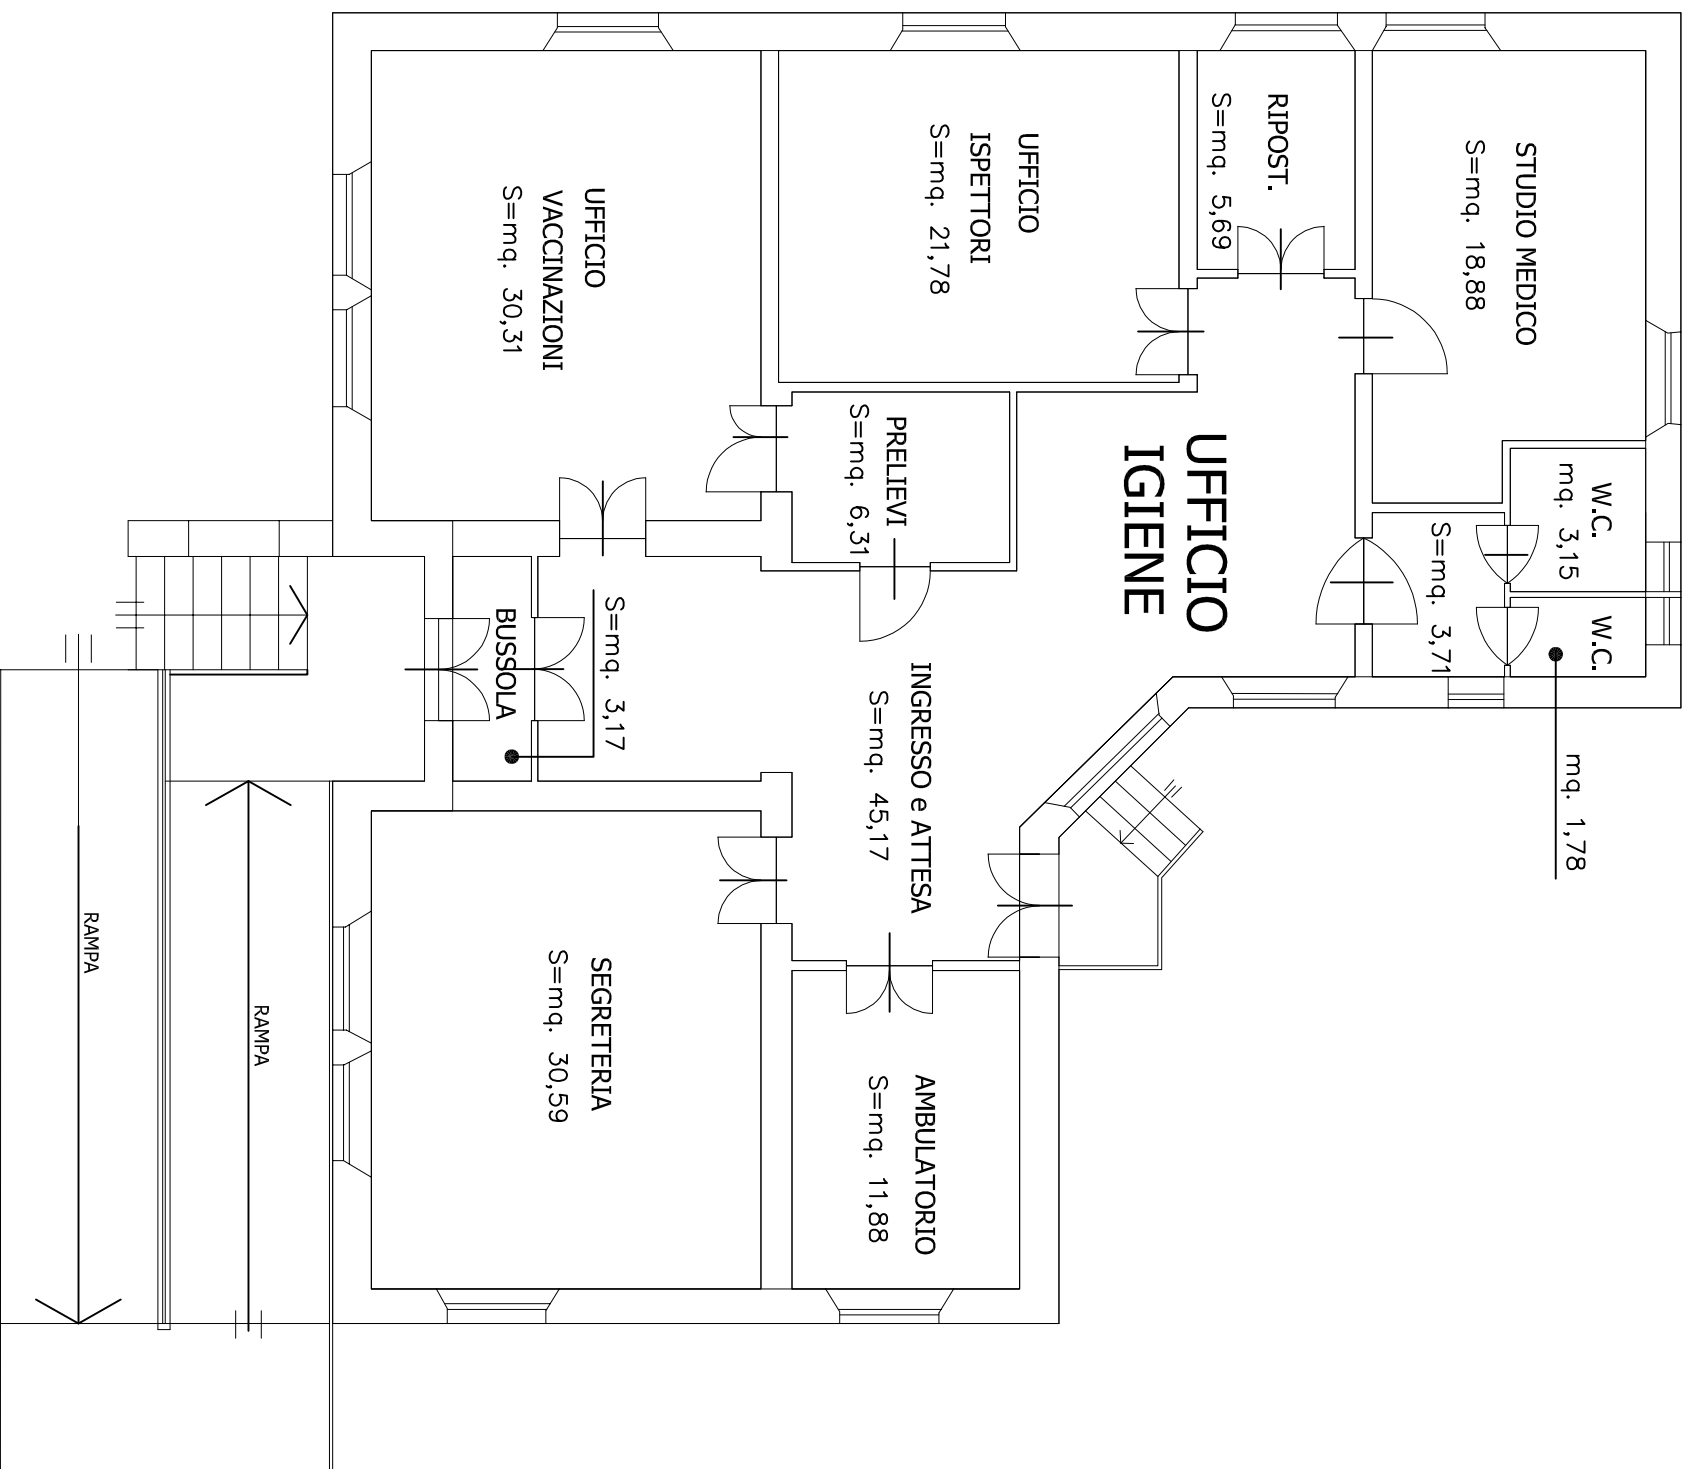 STUDIO MEDICO
S=mq. 18,88
W.C.
mq. 3,15
W.C.
mq. 1,78
S=mq. 3,71
RIPOST.
S=mq. 5,69
UFFICIO
IGIENE
UFFICIO
ISPETTORI
S=mq. 21,78
PRELIEVI
S=mq. 6,31
INGRESSO e ATTESA
S=mq. 45,17
AMBULATORIO
S=mq. 11,88
UFFICIO
VACCINAZIONI
S=mq. 30,31
S=mq. 3,17
BUSSOLA
SEGRETERIA
S=mq. 30,59
RAMPA
RAMPA